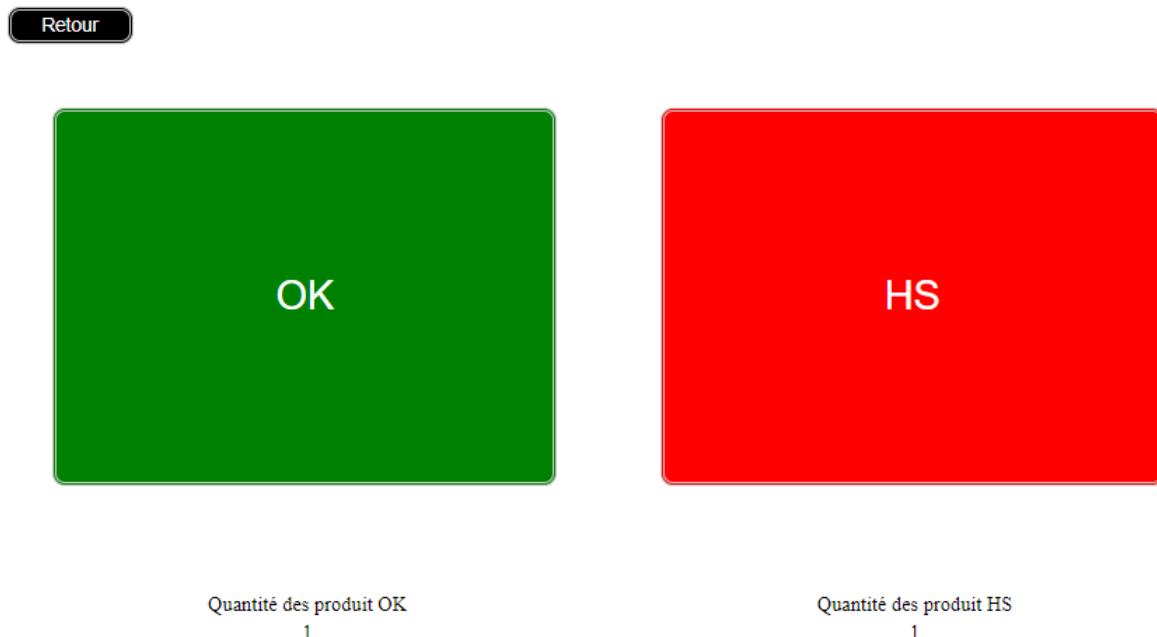 Retour
OK
HS
Quantité des produit OK
Quantité des produit HS
1
1